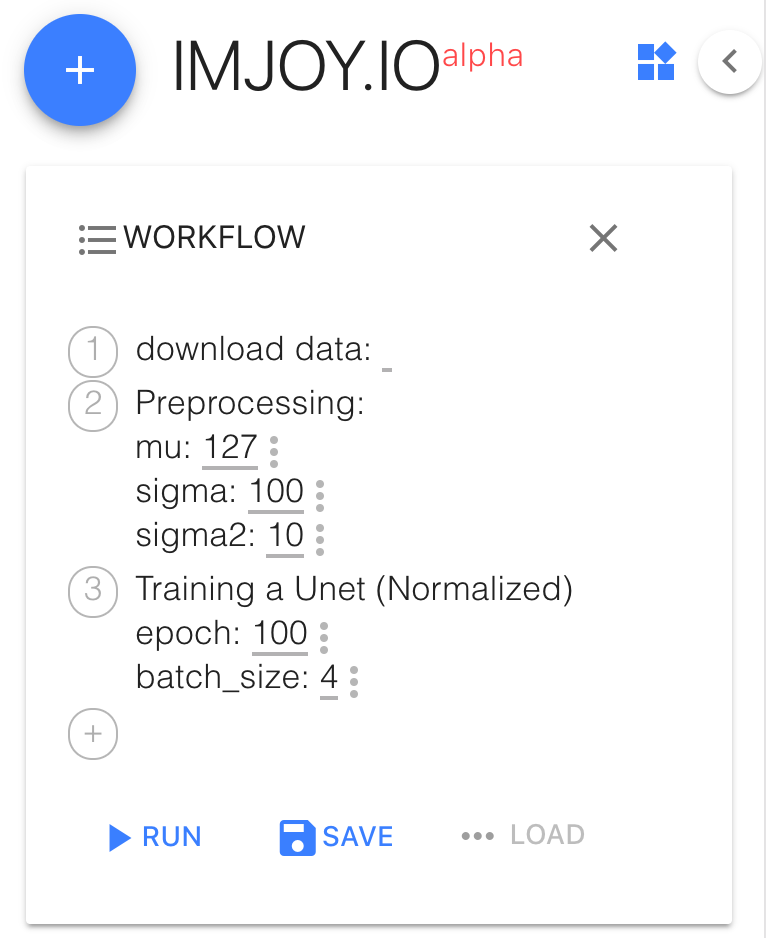 IMJOY.IO alpha
WORKFLOW
1 download data: _
2 Preprocessing:
mu: 127
sigma: 100
sigma2: 10
3 Training a Unet (Normalized)
epoch: 100
batch_size: 4
RUN SAVE LOAD